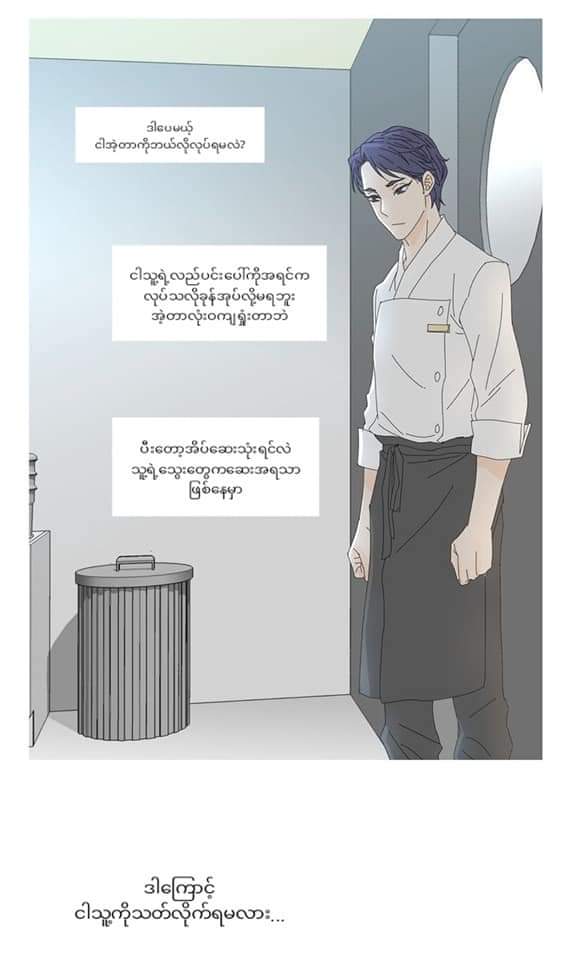 ဒါပေမယ့်
ငါအဲ့တာကိုဘယ်လိုလုပ်ရမလဲ?
ငါသူ့ရဲ့လည်ပင်းပေါ်ကိုအရင်က
လုပ်သလိုခုန်အုပ်လို့မရဘူး
အဲ့တာလုံးဝကျရှုံးတာဘဲ
ပီးတော့အိပ်ဆေးသုံးရင်လဲ
သူ့ရဲ့သွေးတွေကဆေးအရသာ
ဖြစ်နေမှာ
ဒါကြောင့်
ငါသူ့ကိုသတ်လိုက်ရမလား...